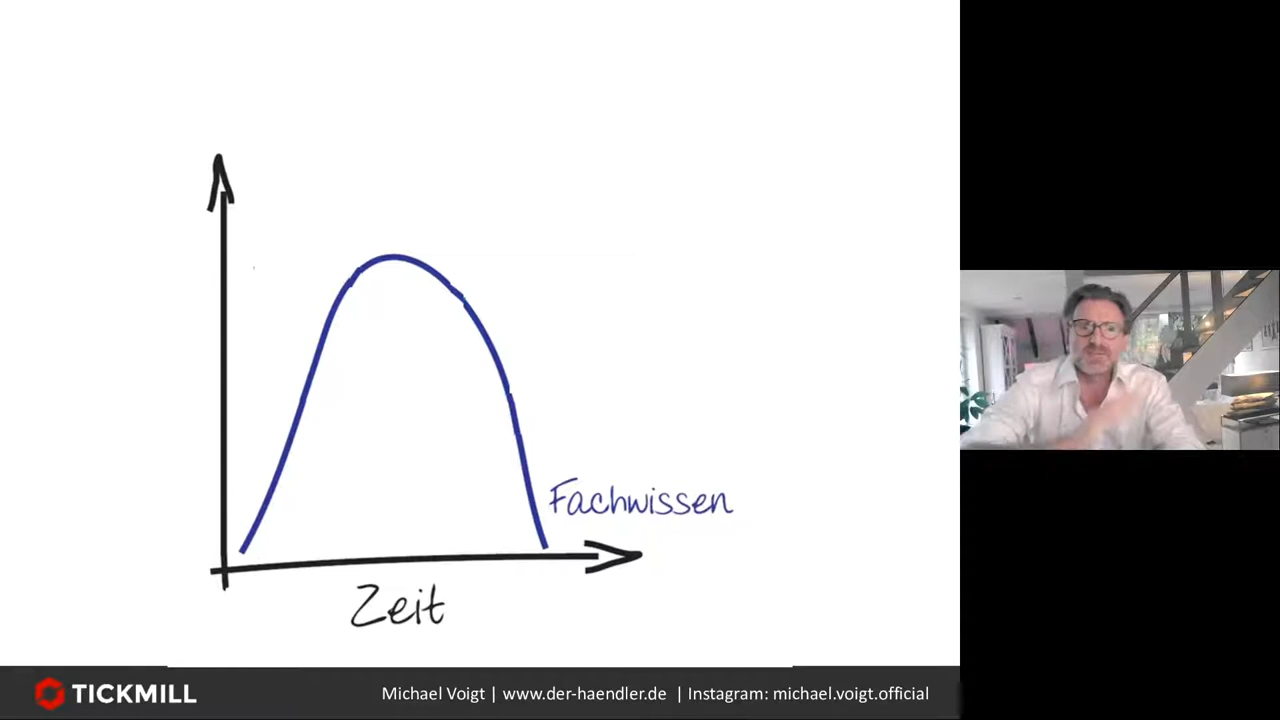 Fachwissen
Zeit
TICKMILL
Michael Voigt | www.der-haendler.de | Instagram: michael.voigt.official